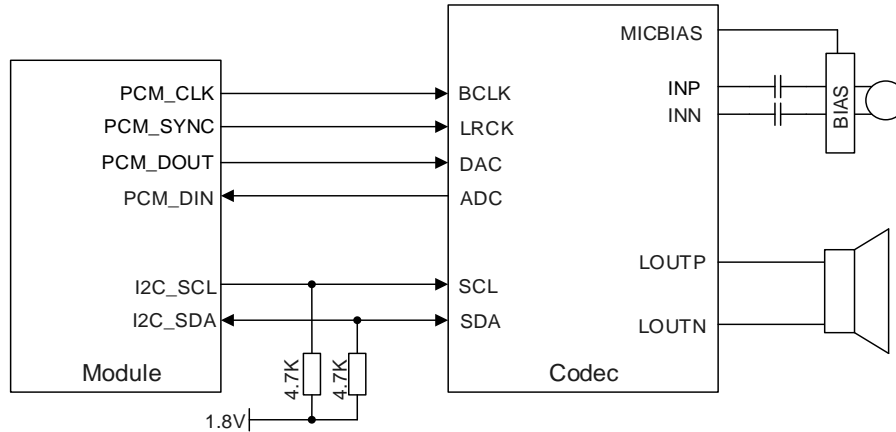 MICBIAS
PCM_CLK
BCLK
INP
BIAS
PCM_SYNC
LRCK
INN
PCM_DOUT
DAC
PCM_DIN
ADC
LOUTP
I2C_SCL
SCL
I2C_SDA
SDA
LOUTN
4.7K
4.7K
Module
Codec
1.8V